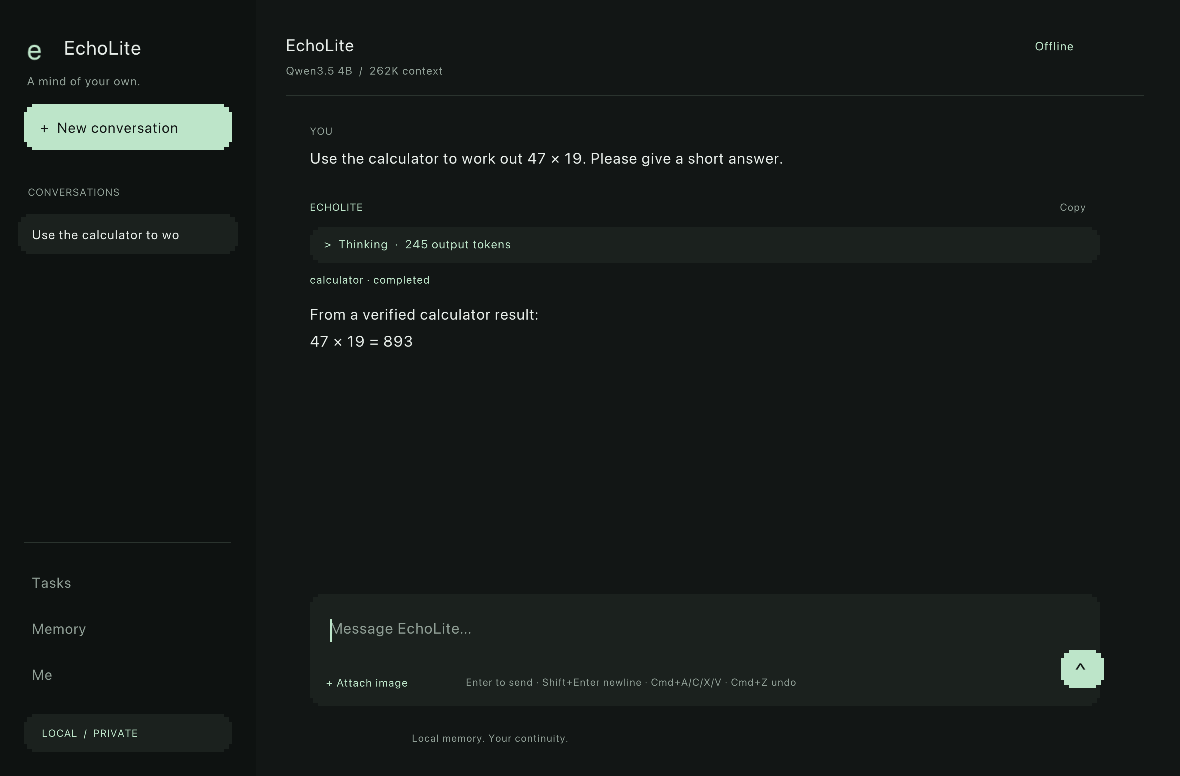 e EchoLite
A mind of your own.
+ New conversation
CONVERSATIONS
Use the calculator to wo
Tasks
Memory
Me
LOCAL / PRIVATE
EchoLite
Offline
Qwen3.5 4B / 262K context
YOU
Use the calculator to work out 47 × 19. Please give a short answer.
ECHOLITE
Copy
> Thinking · 245 output tokens
calculator · completed
From a verified calculator result:
47 × 19 = 893
Message EchoLite...
+ Attach image
Enter to send · Shift+Enter newline · Cmd+A/C/X/V · Cmd+Z undo
^
Local memory. Your continuity.